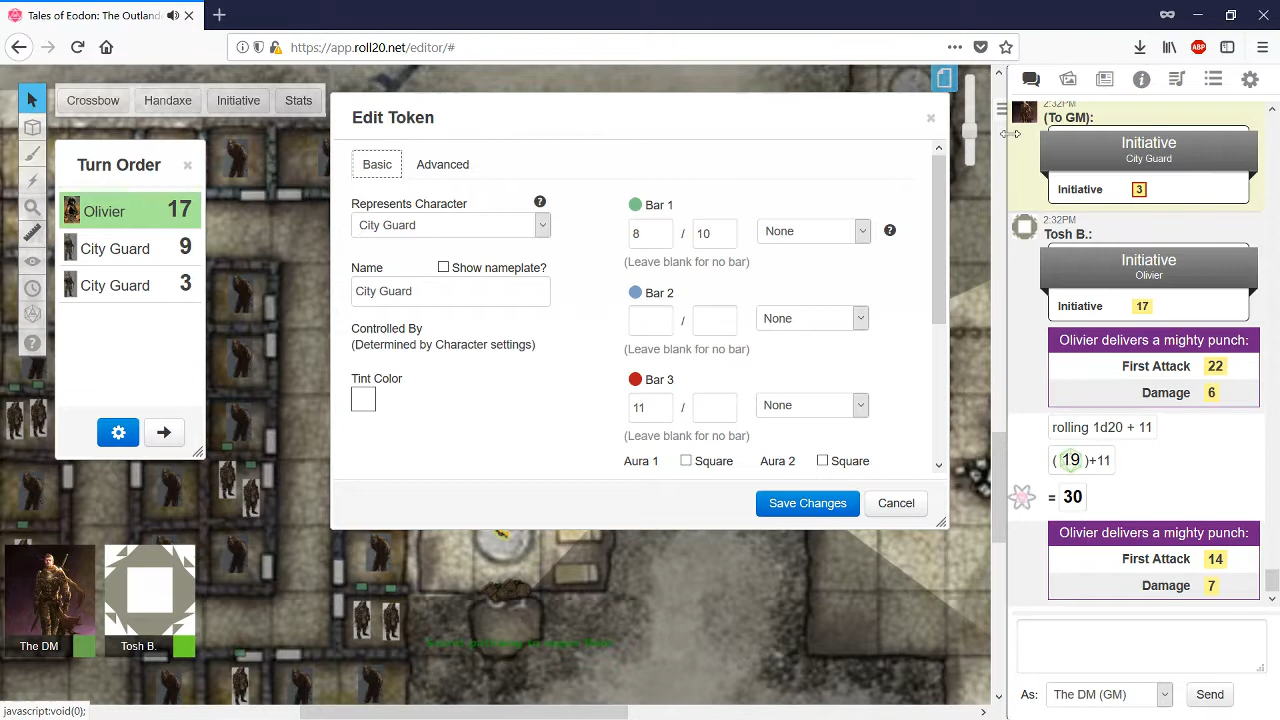 Tales of Eodon: The Outland
https://app.roll20.net/editor/#
ABP
Crossbow
Handaxe
Initiative
Stats
Turn Order
Olivier 17
City Guard 9
City Guard 3
The DM
Tosh B.
javascript:void(0);
Edit Token
Basic
Advanced
Represents Character
City Guard
Name
Show nameplate?
City Guard
Controlled By
(Determined by Character settings)
Tint Color
Bar 1
8 / 10
None
(Leave blank for no bar)
Bar 2
/
None
(Leave blank for no bar)
Bar 3
11 /
None
(Leave blank for no bar)
Aura 1
Square
Aura 2
Square
Save Changes
Cancel
2:32PM
(To GM):
Initiative
City Guard
Initiative 3
2:32PM
Tosh B.:
Initiative
Olivier
Initiative 17
Olivier delivers a mighty punch:
First Attack 22
Damage 6
rolling 1d20 + 11
(19)+11
= 30
Olivier delivers a mighty punch:
First Attack 14
Damage 7
As:
The DM (GM)
Send